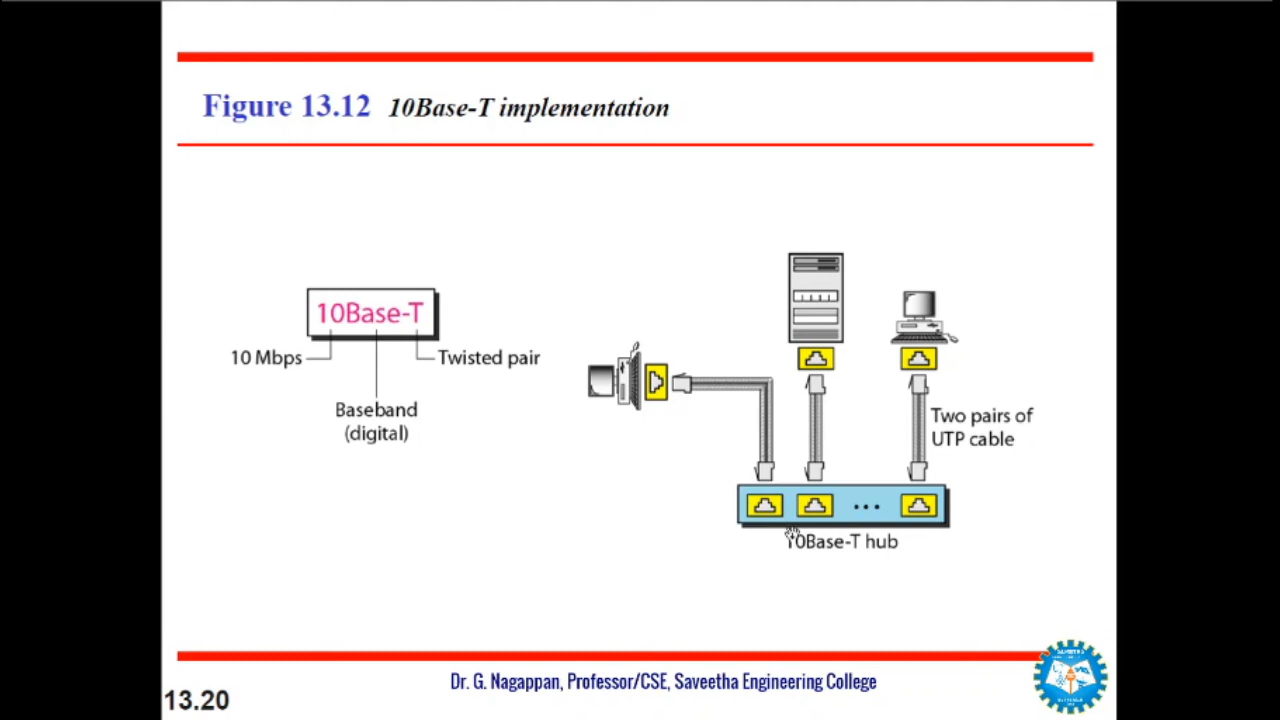 Figure 13.12 10Base-T implementation
10Base-T
10 Mbps
Twisted pair
Baseband
(digital)
Two pairs of
UTP cable
10Base-T hub
Dr. G. Nagappan, Professor/CSE, Saveetha Engineering College
SAVEETHA
13.20